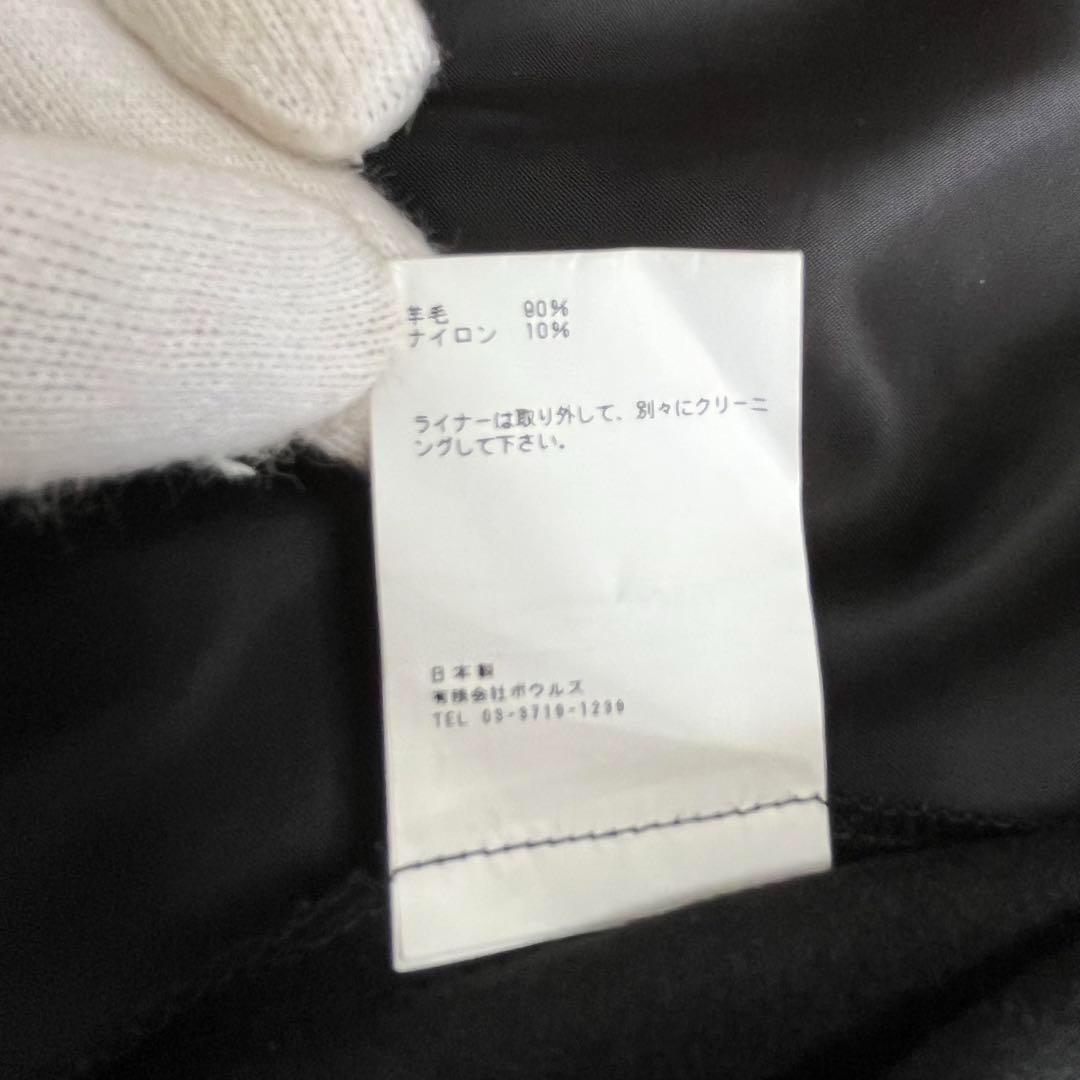 羊毛 90%
ナイロン 10%
ライナーは取り外して、別々にクリーニ
ングして下さい。
日本製
有限会社ボウルズ
TEL 03-3719-1239